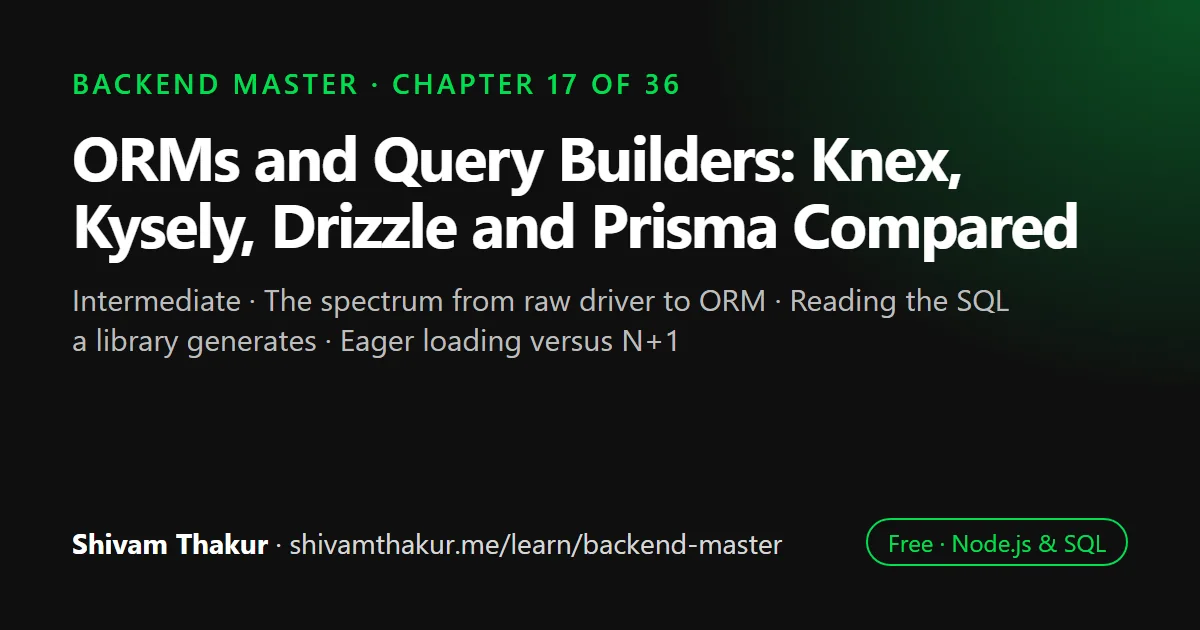 BACKEND MASTER · CHAPTER 17 OF 36
ORMs and Query Builders: Knex,
Kysely, Drizzle and Prisma Compared
Intermediate · The spectrum from raw driver to ORM · Reading the SQL
a library generates · Eager loading versus N+1
Shivam Thakur · shivamthakur.me/learn/backend-master
Free · Node.js & SQL